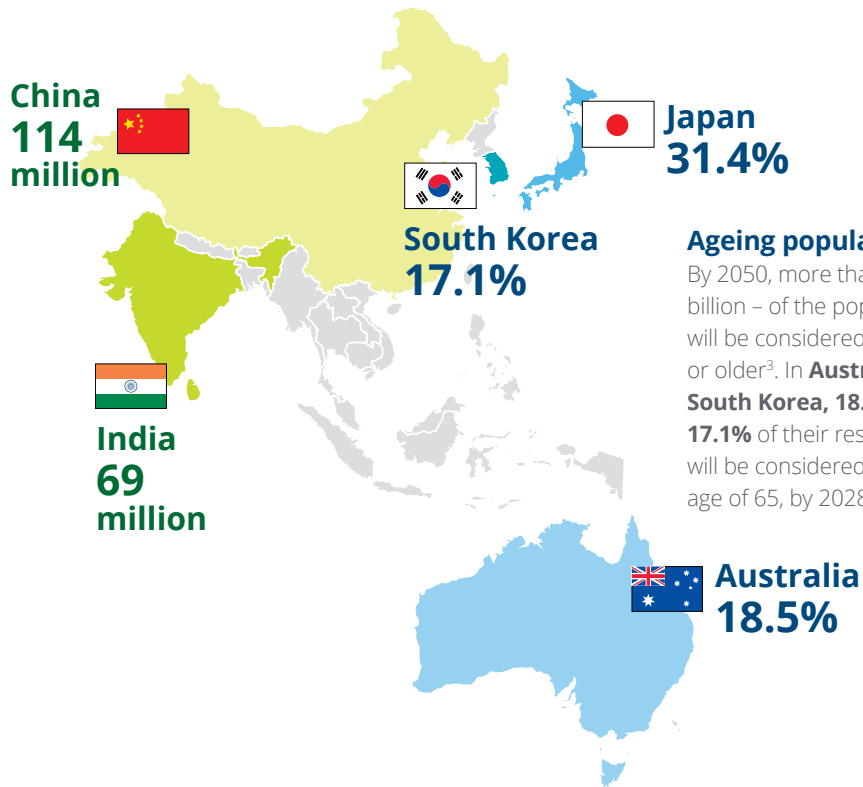 China
114
million
Japan
31.4%
South Korea
17.1%
India
69
million
Ageing popula
By 2050, more tha
billion – of the pop
will be considered
or older³. In Austr
South Korea, 18.
17.1% of their res
will be considered
age of 65, by 2028
Australia
18.5%